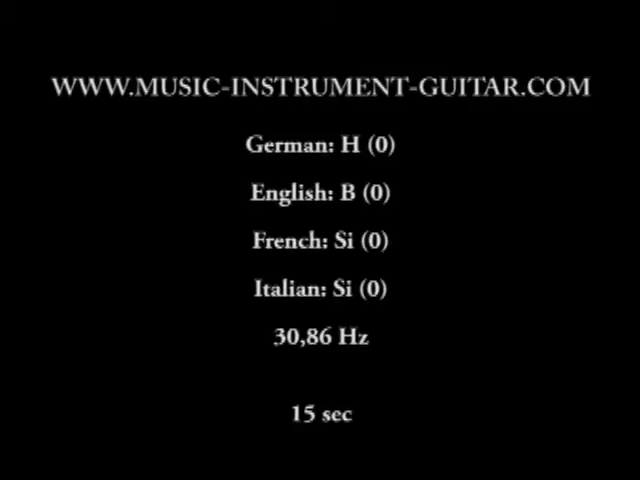 WWW.MUSIC-INSTRUMENT-GUITAR.COM
German: H (0)
English: B (0)
French: Si (0)
Italian: Si (0)
30,86 Hz
15 sec